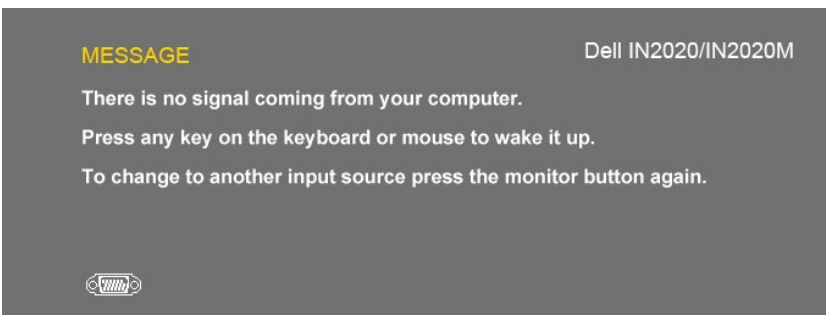 MESSAGE
Dell IN2020/IN2020M
There is no signal coming from your computer.
Press any key on the keyboard or mouse to wake it up.
To change to another input source press the monitor button again.